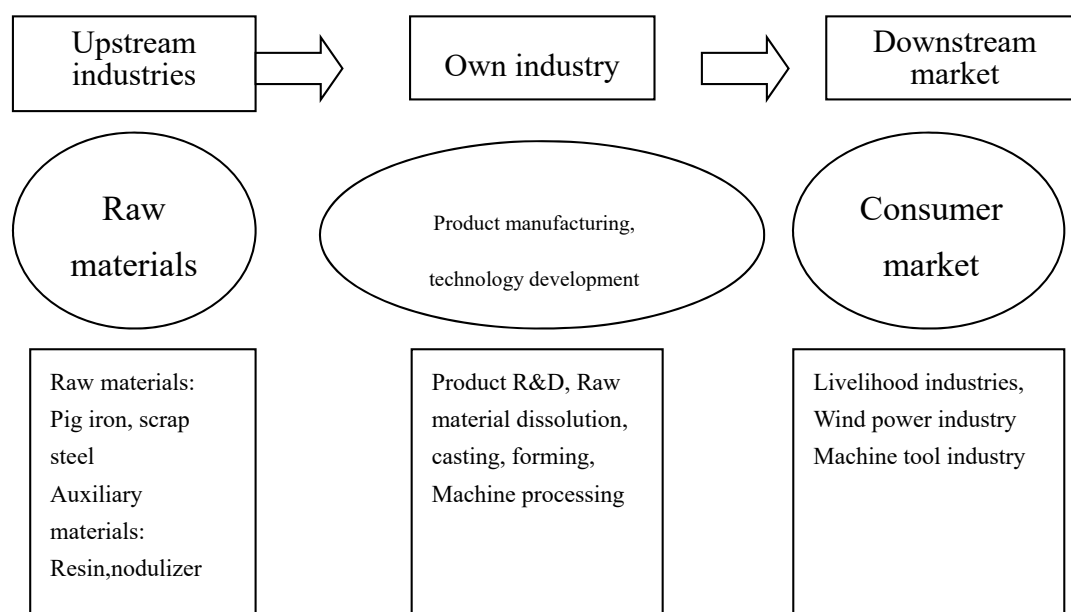 Upstream
industries
Own industry
Downstream
market
Raw
materials
Product manufacturing,
technology development
Consumer
market
Raw materials:
Pig iron, scrap
steel
Auxiliary
materials:
Resin,nodulizer
Product R&D, Raw
material dissolution,
casting, forming,
Machine processing
Livelihood industries,
Wind power industry
Machine tool industry